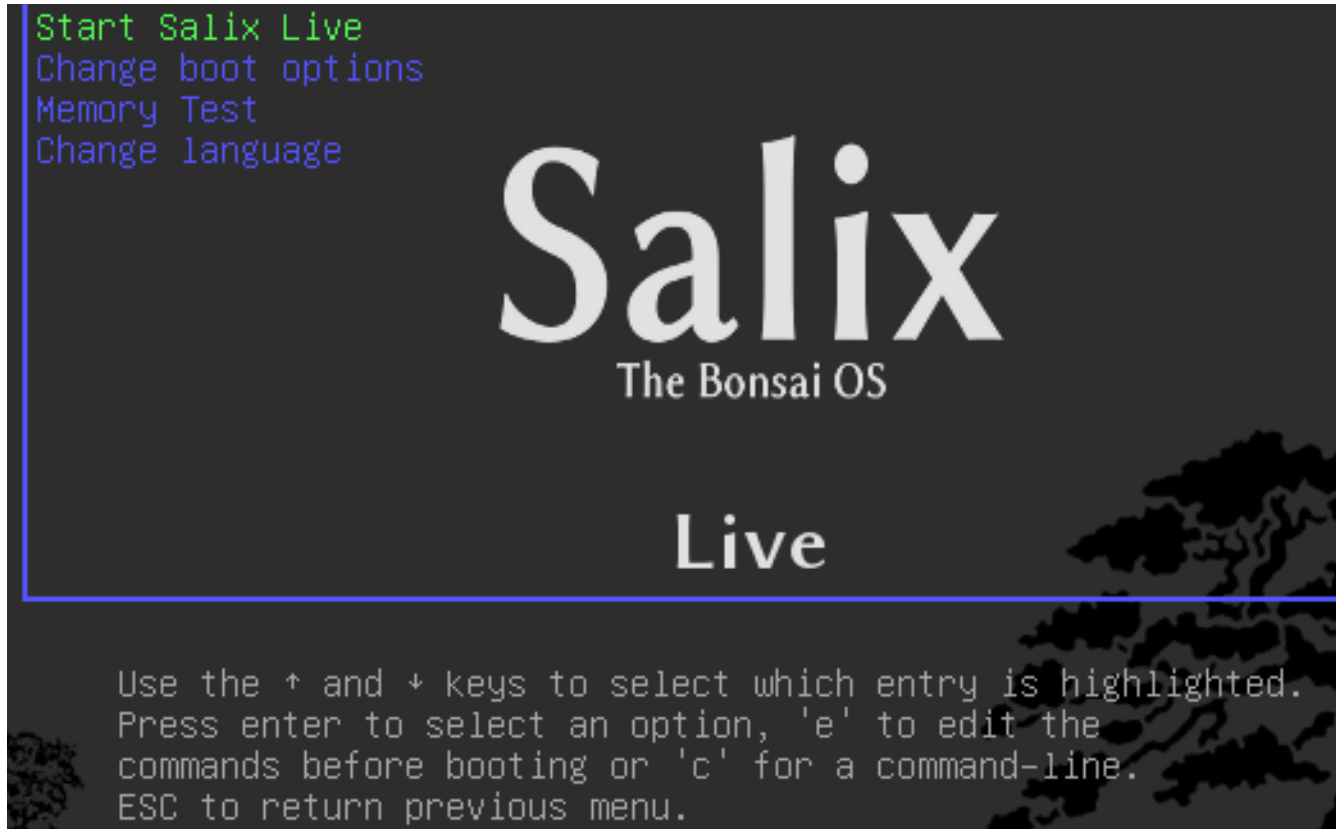 Start Salix Live
Change boot options
Memory Test
Change language
Salix
The Bonsai OS
Live
Use the ↑ and ↓ keys to select which entry is highlighted.
Press enter to select an option, 'e' to edit the
commands before booting or 'c' for a command-line.
ESC to return previous menu.